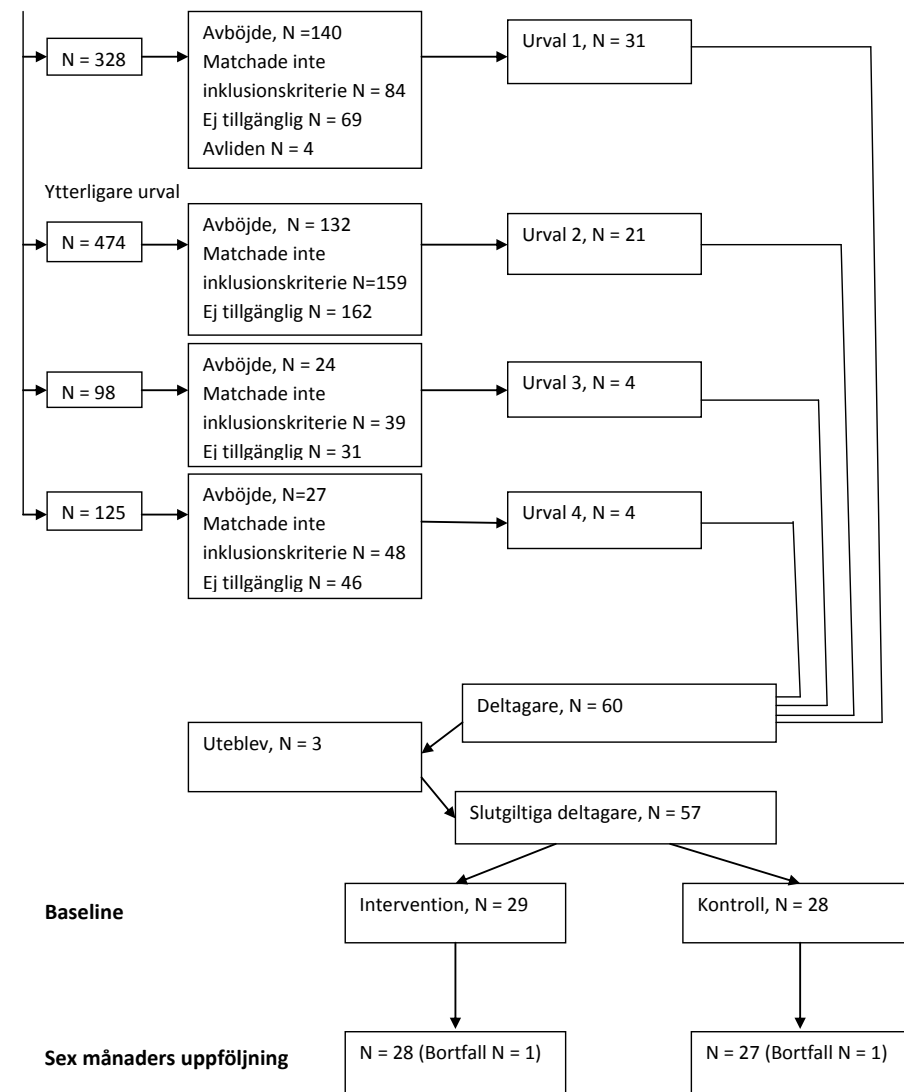 N = 328
Avböjde, N =140
Matchade inte
inklusionskriterie N = 84
Ej tillgänglig N = 69
Avliden N = 4
Urval 1, N = 31
Ytterligare urval
N = 474
Avböjde,  N = 132
Matchade inte
inklusionskriterie N=159
Ej tillgänglig N = 162
Urval 2, N = 21
N = 98
Avböjde, N = 24
Matchade inte
inklusionskriterie N = 39
Ej tillgänglig N = 31
Urval 3, N = 4
N = 125
Avböjde, N=27
Matchade inte
inklusionskriterie N = 48
Ej tillgänglig N = 46
Urval 4, N = 4
Deltagare, N = 60
Uteblev, N = 3
Slutgiltiga deltagare, N = 57
Baseline
Intervention, N = 29
Kontroll, N = 28
Sex månaders uppföljning
N = 28 (Bortfall N = 1)
N = 27 (Bortfall N = 1)